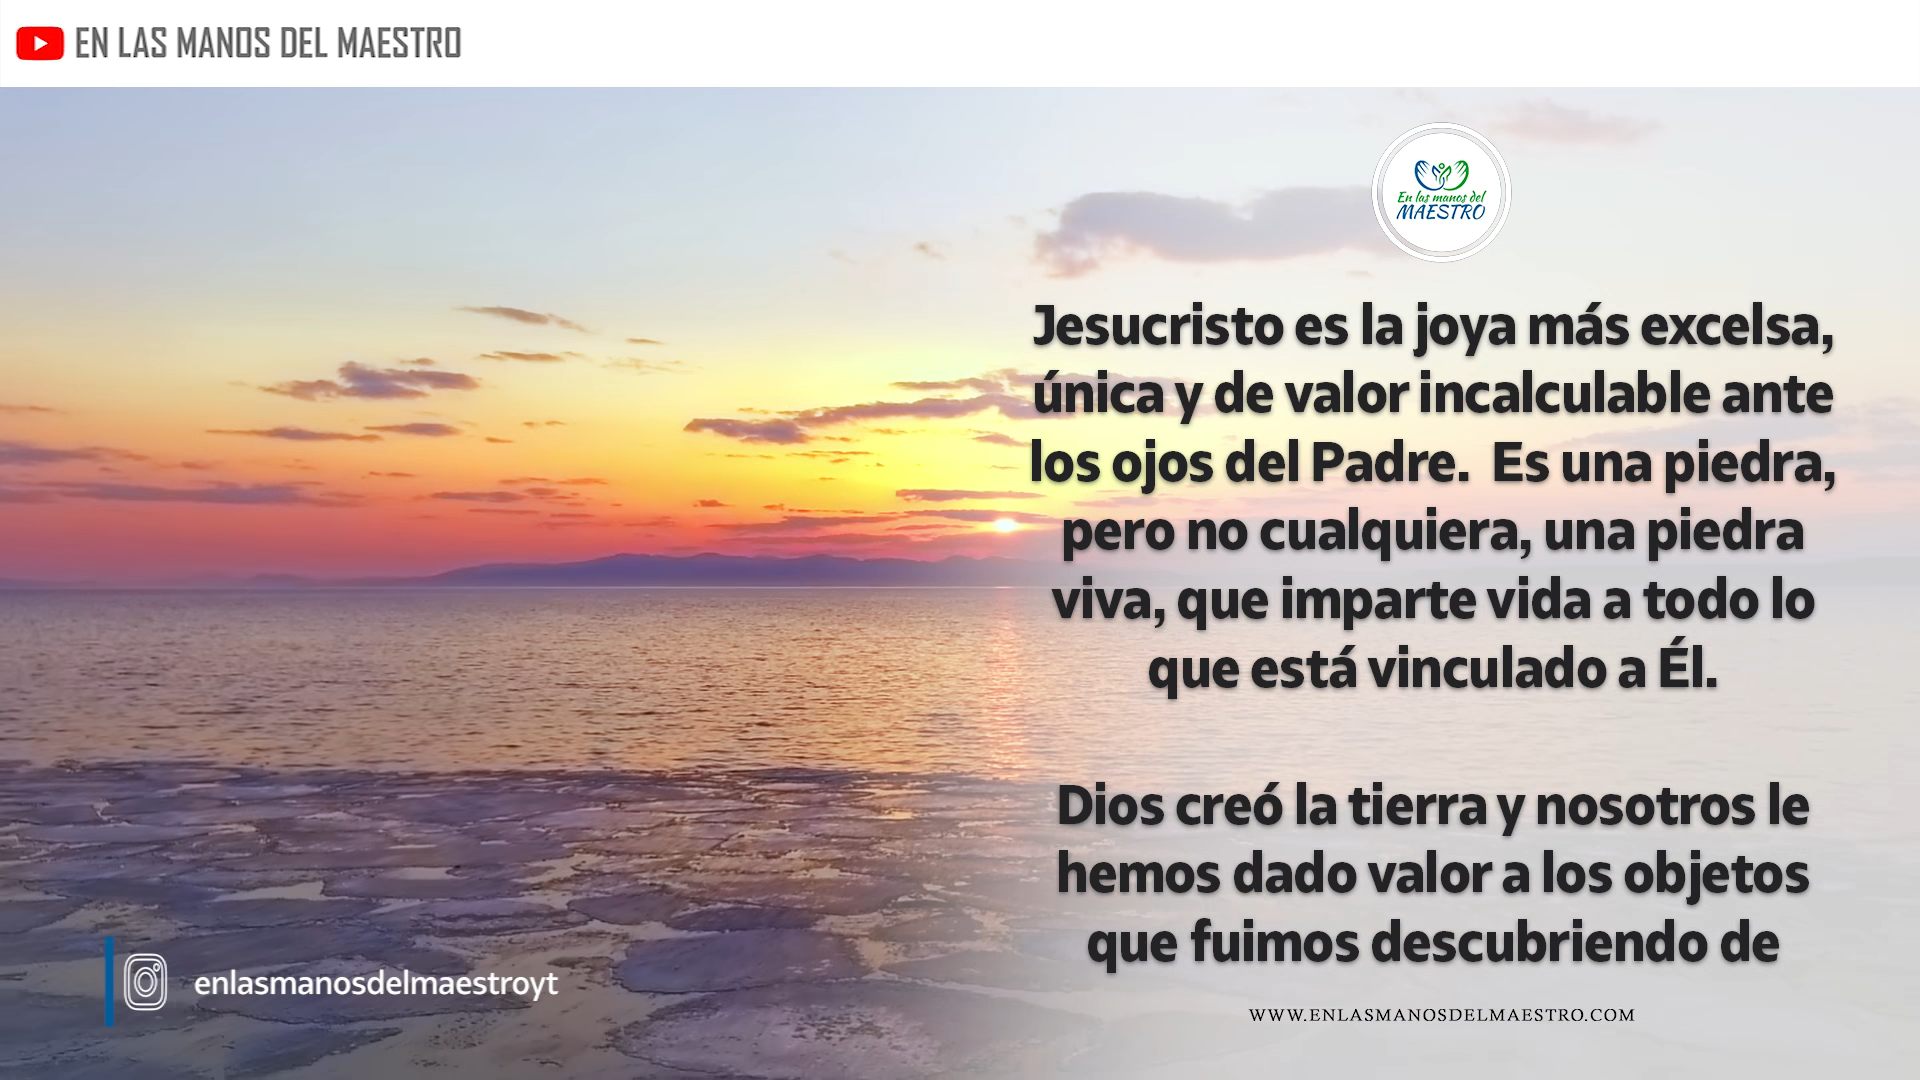 EN LAS MANOS DEL MAESTRO
En las manos del
MAESTRO
Jesucristo es la joya más excelsa,
única y de valor incalculable ante
los ojos del Padre.  Es una piedra,
pero no cualquiera, una piedra
viva, que imparte vida a todo lo
que está vinculado a Él.
Dios creó la tierra y nosotros le
hemos dado valor a los objetos
que fuimos descubriendo de
enlasmanosdelmaestroyt
WWW.ENLASMANOSDELMAESTRO.COM